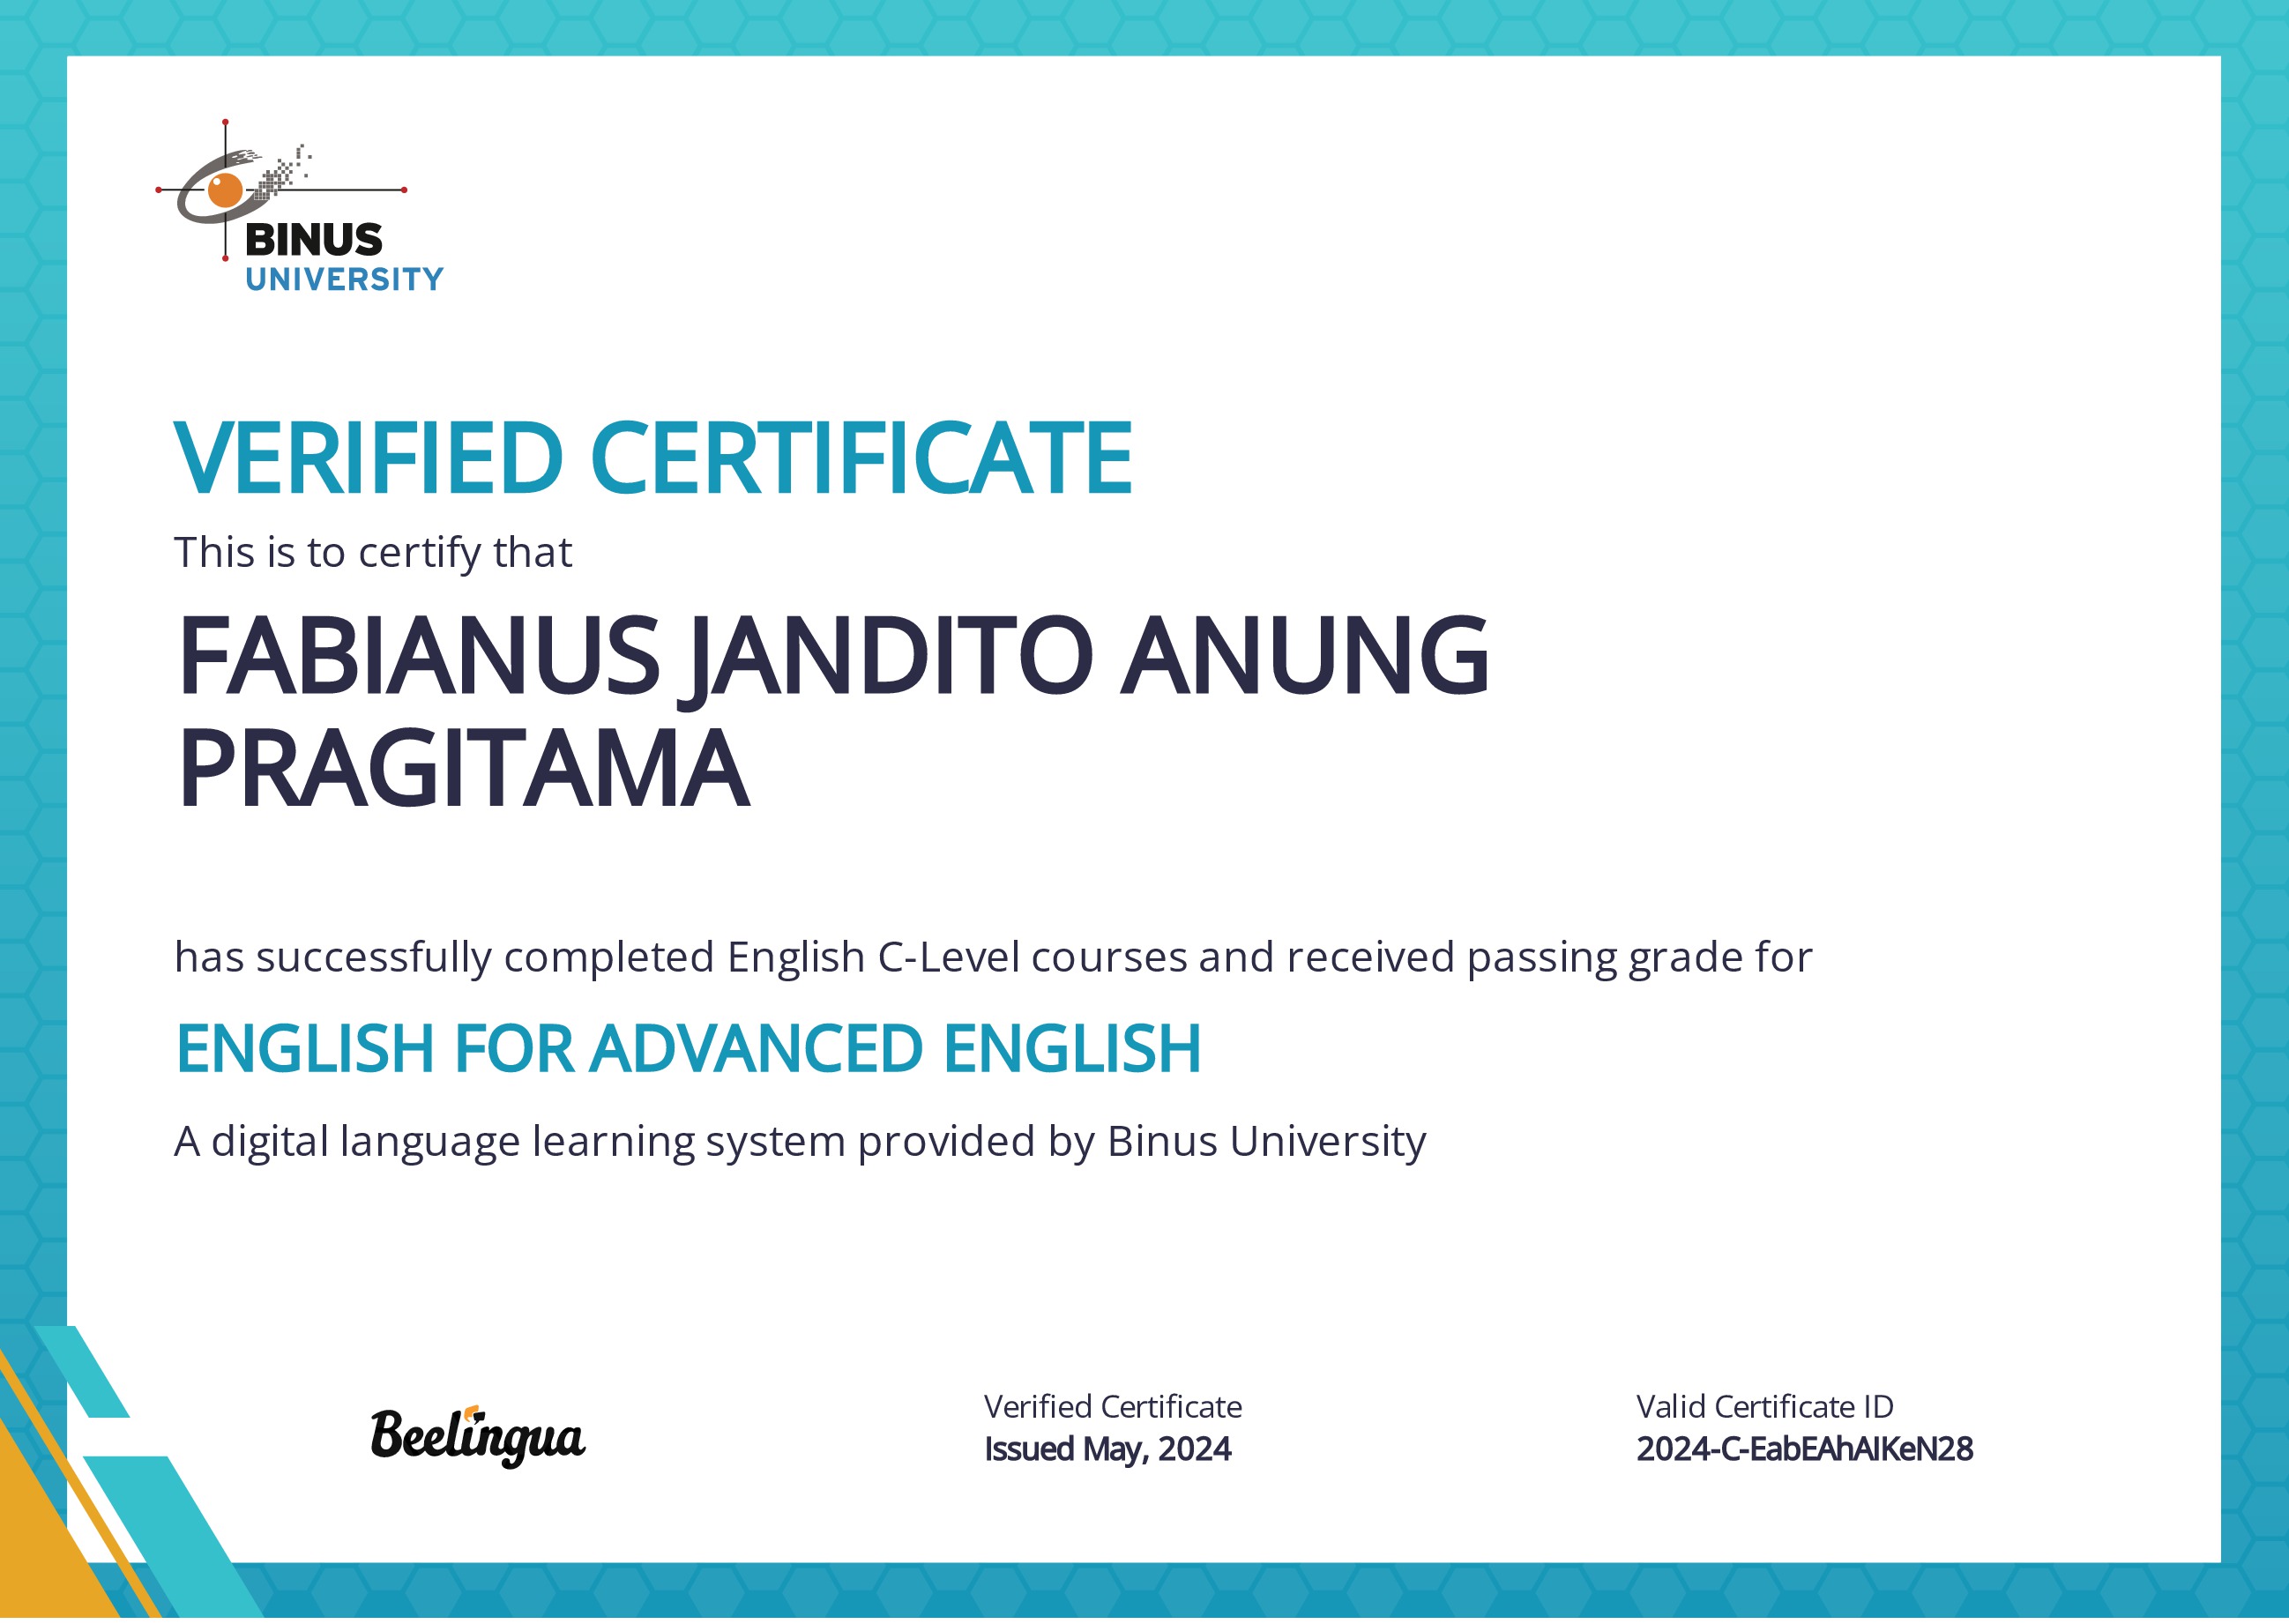 BINUS
UNIVERSITY
VERIFIED CERTIFICATE
This is to certify that
FABIANUS JANDITO ANUNG
PRAGITAMA
has successfully completed English C-Level courses and received passing grade for
ENGLISH FOR ADVANCED ENGLISH
A digital language learning system provided by Binus University
Beelingua
Verified Certificate
Issued May, 2024
Valid Certificate ID
2024-C-EabEAhAIKeN28